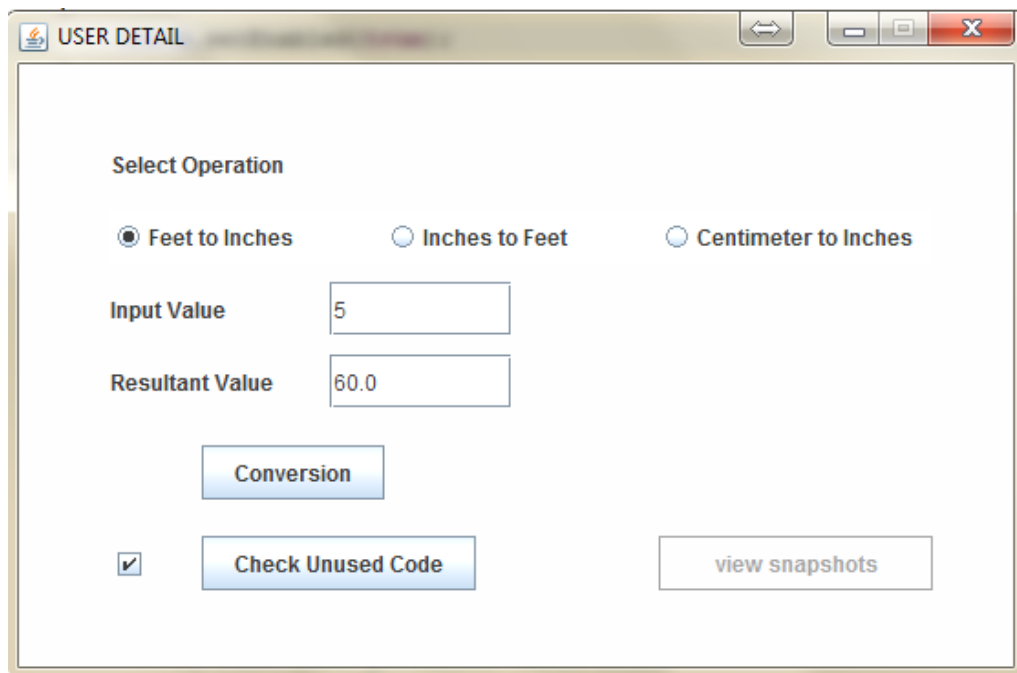 USER DETAIL
Select Operation
Feet to Inches Inches to Feet Centimeter to Inches
Input Value 5
Resultant Value 60.0
Conversion
Check Unused Code view snapshots